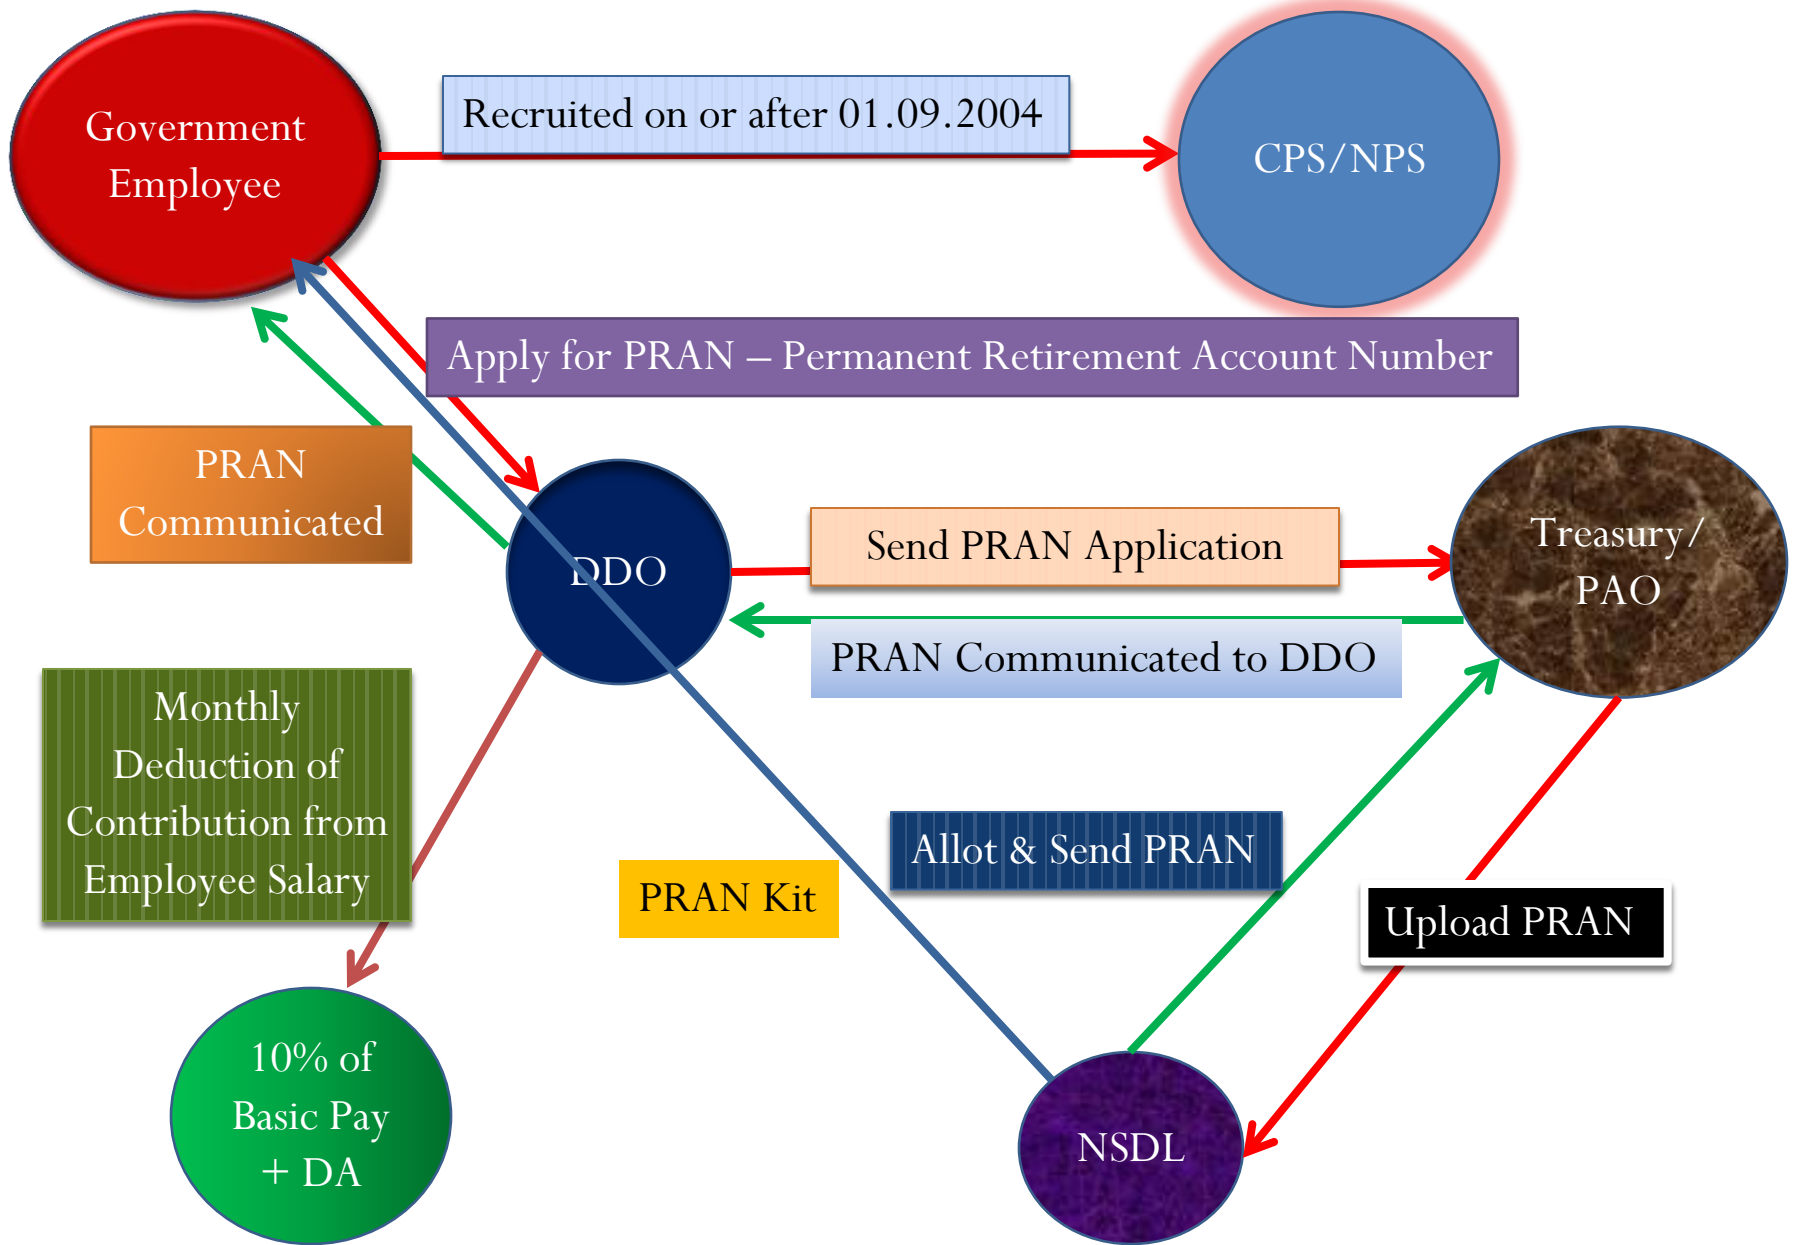 Government
Employee
Recruited on or after 01.09.2004
CPS/NPS
Apply for PRAN – Permanent Retirement Account Number
PRAN
Communicated
DDO
Send PRAN Application
Treasury/
PAO
PRAN Communicated to DDO
Monthly
Deduction of
Contribution from
Employee Salary
Allot & Send PRAN
PRAN Kit
Upload PRAN
10% of
Basic Pay
+ DA
NSDL